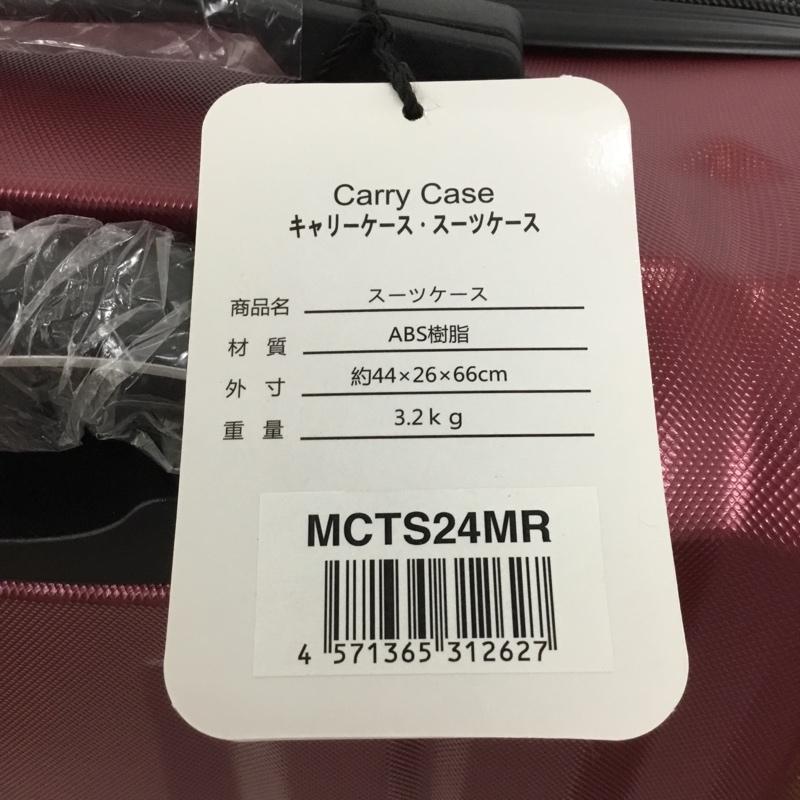 Carry Case
キャリーケース・スーツケース
商品名 スーツケース
材 質 ABS樹脂
外 寸 約44×26×66cm
重 量 3.2kg
MCTS24MR
4 571365 312627